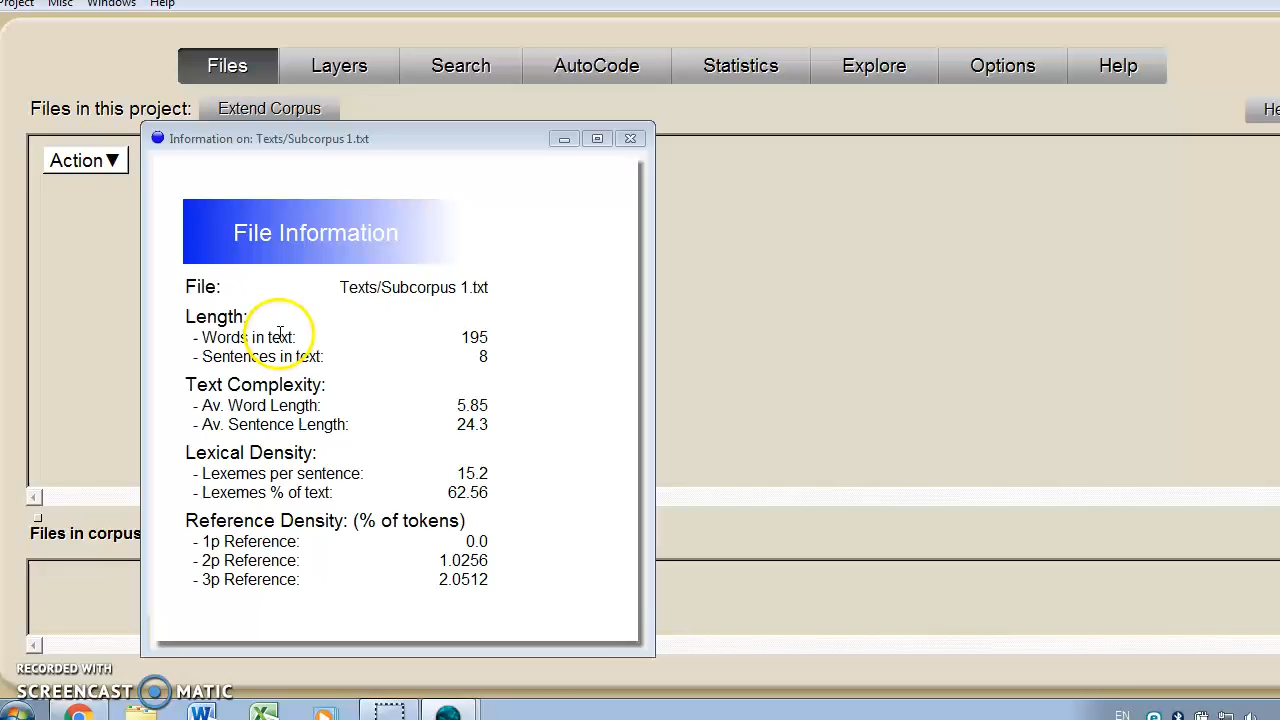 Project Misc Windows Help
Files Layers Search AutoCode Statistics Explore Options Help
Files in this project: Extend Corpus He
Information on: Texts/Subcorpus 1.txt
Action▼
File Information
File: Texts/Subcorpus 1.txt
Length:
- Words in text: 195
- Sentences in text: 8
Text Complexity:
- Av. Word Length: 5.85
- Av. Sentence Length: 24.3
Lexical Density:
- Lexemes per sentence: 15.2
- Lexemes % of text: 62.56
Reference Density: (% of tokens)
- 1p Reference: 0.0
- 2p Reference: 1.0256
- 3p Reference: 2.0512
Files in corpus
RECORDED WITH
SCREENCAST MATIC
EN